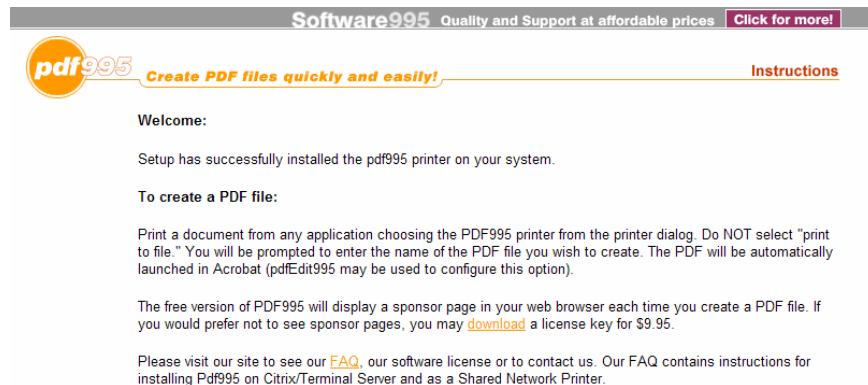 Software995 Quality and Support at affordable prices Click for more!
pdf995 Create PDF files quickly and easily! Instructions
Welcome:
Setup has successfully installed the pdf995 printer on your system.
To create a PDF file:
Print a document from any application choosing the PDF995 printer from the printer dialog. Do NOT select "print
to file." You will be prompted to enter the name of the PDF file you wish to create. The PDF will be automatically
launched in Acrobat (pdfEdit995 may be used to configure this option).
The free version of PDF995 will display a sponsor page in your web browser each time you create a PDF file. If
you would prefer not to see sponsor pages, you may download a license key for $9.95.
Please visit our site to see our FAQ, our software license or to contact us. Our FAQ contains instructions for
installing Pdf995 on Citrix/Terminal Server and as a Shared Network Printer.